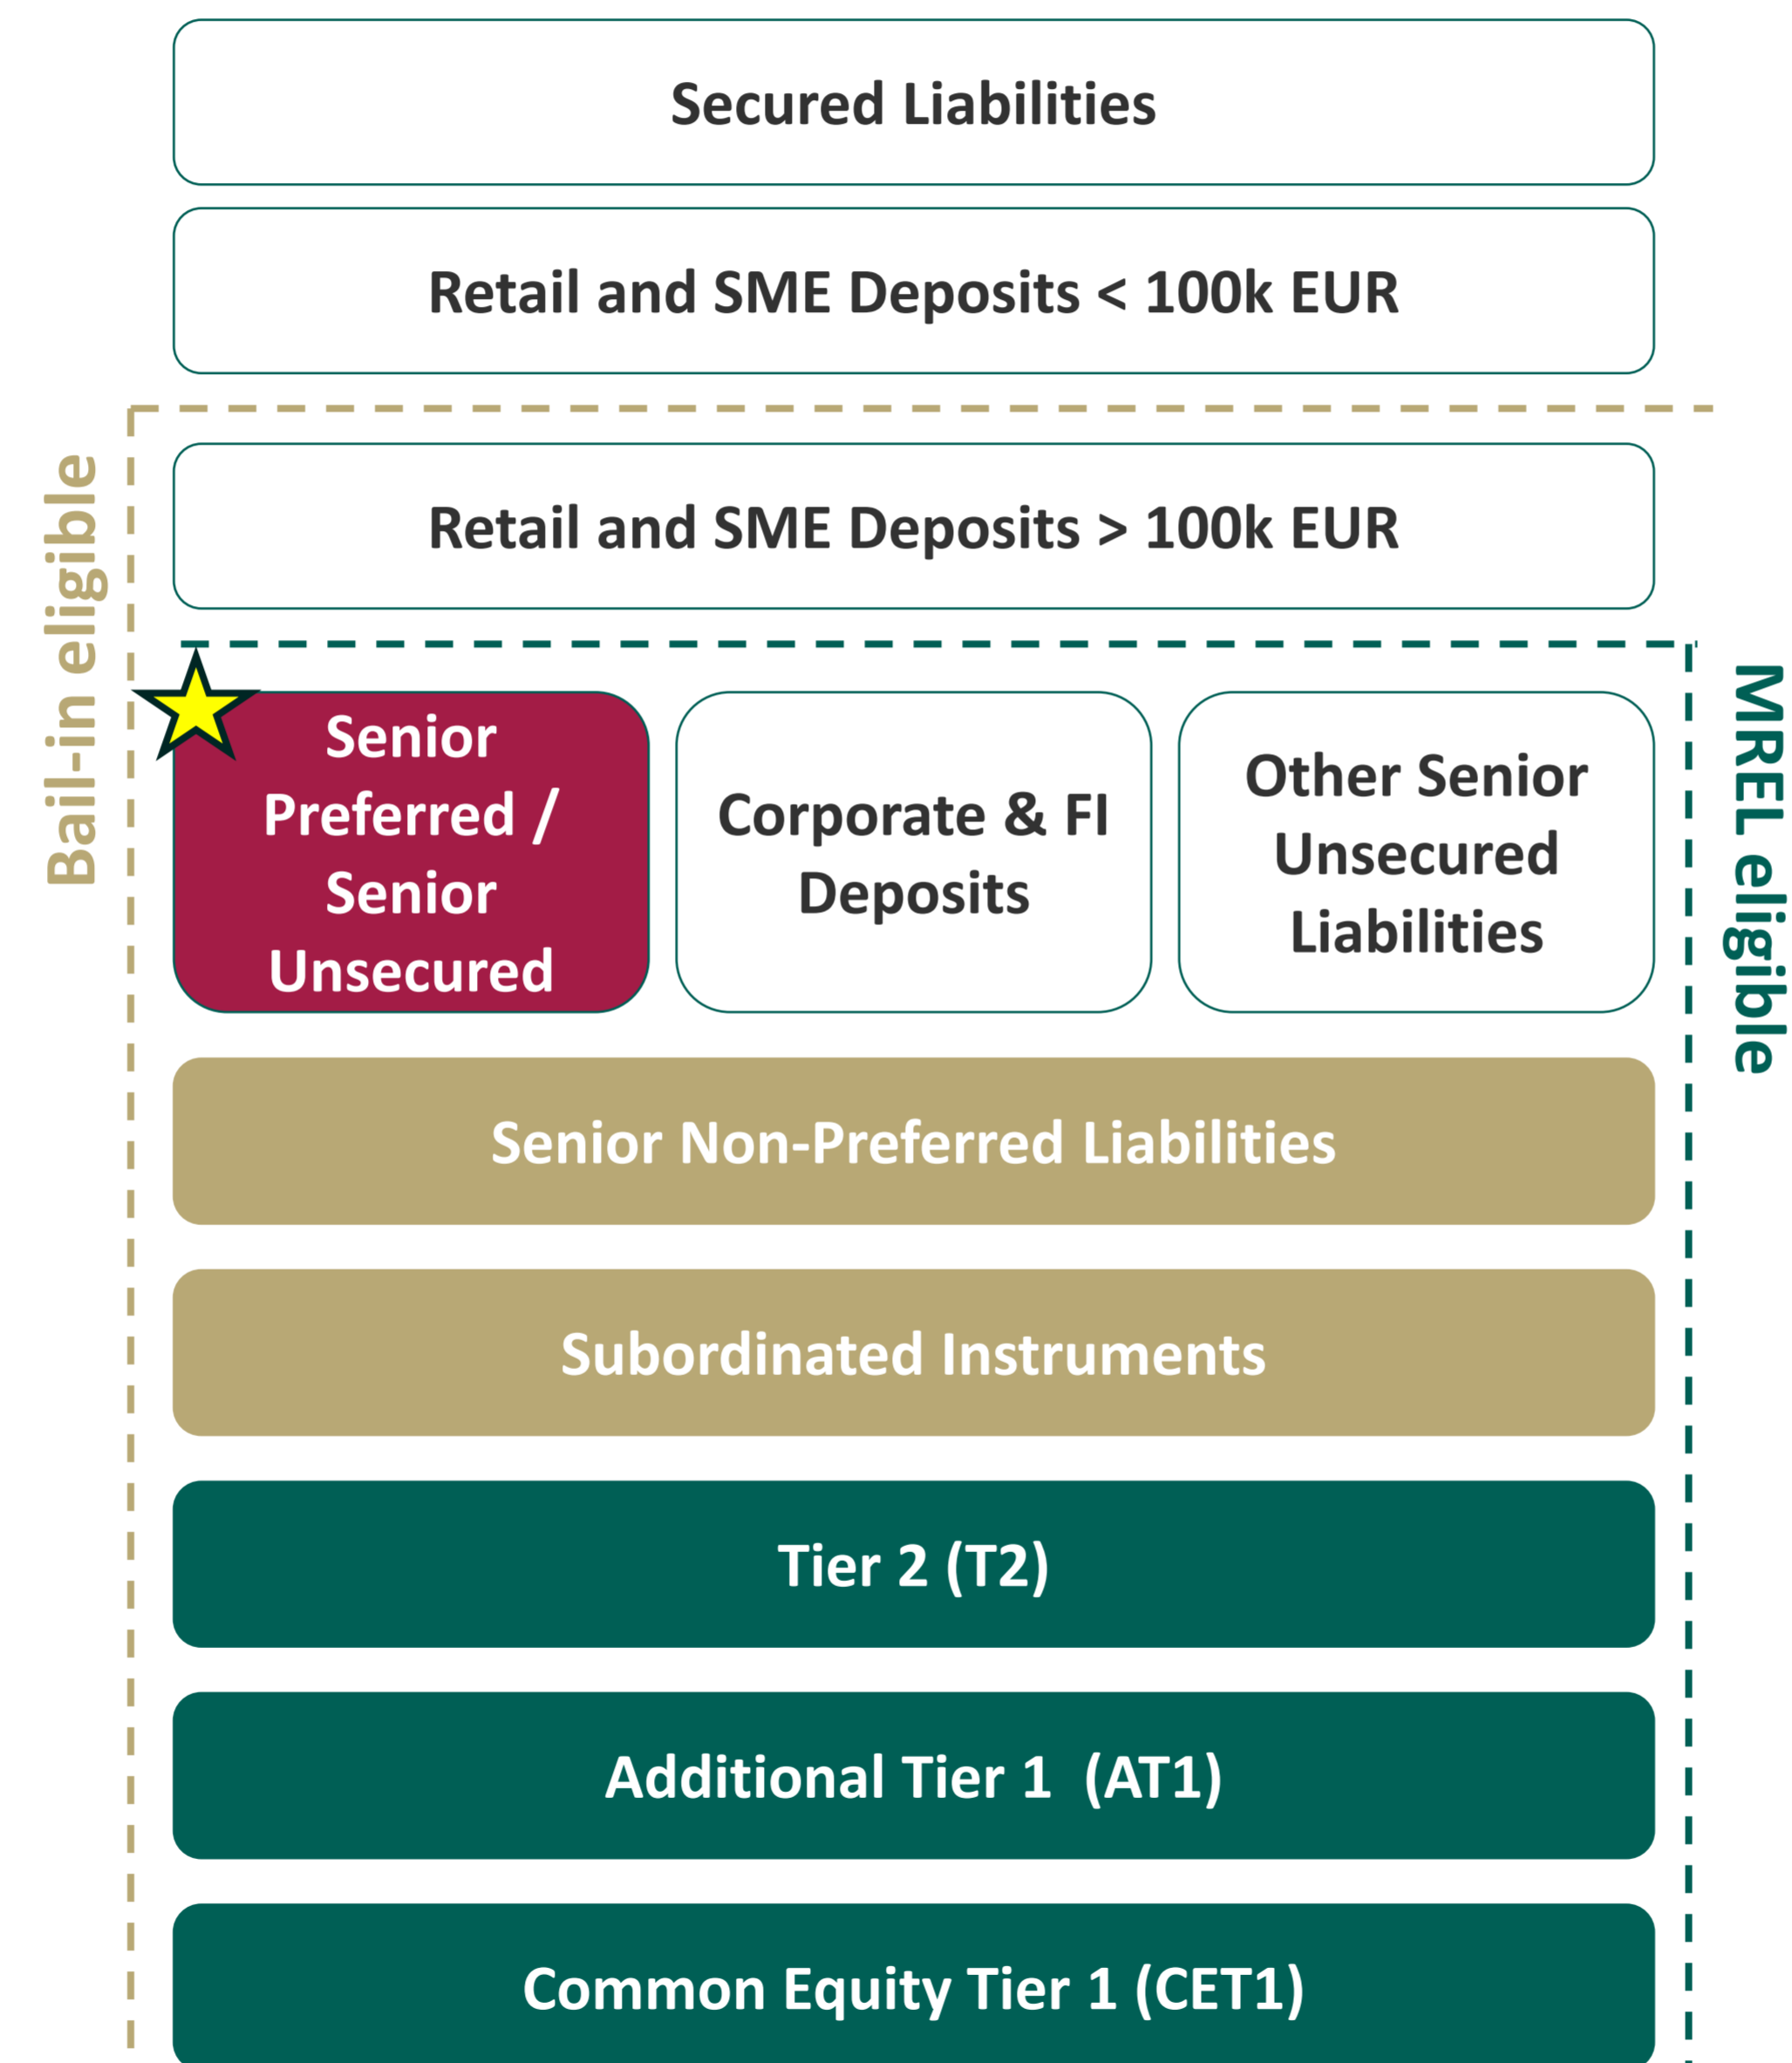 Secured Liabilities
Retail and SME Deposits < 100k EUR
Bail-in eligible
Retail and SME Deposits > 100k EUR
MREL eligible
Senior
Preferred /
Senior
Unsecured
Corporate & FI
Deposits
Other Senior
Unsecured
Liabilities
Senior Non-Preferred Liabilities
Subordinated Instruments
Tier 2 (T2)
Additional Tier 1  (AT1)
Common Equity Tier 1 (CET1)